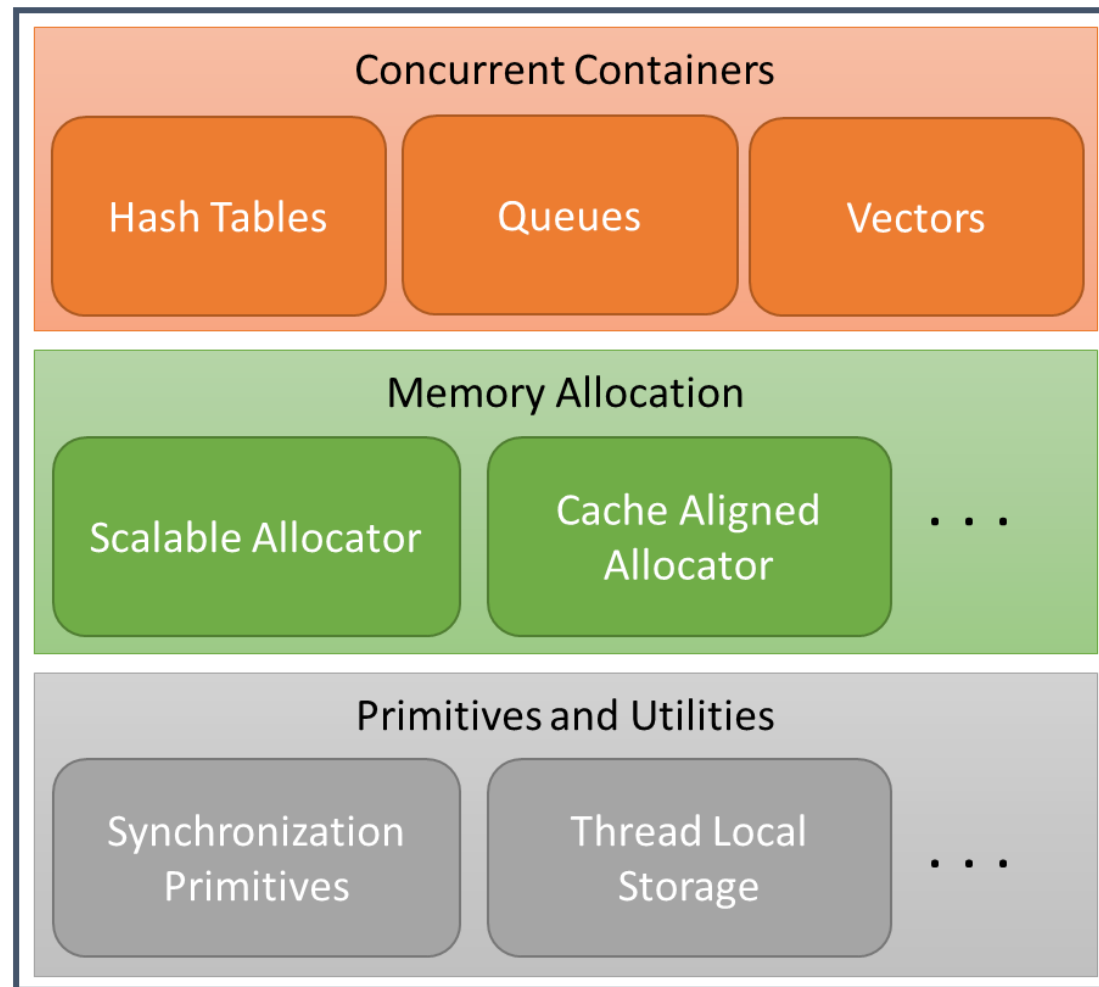 Concurrent Containers
Hash Tables
Queues
Vectors
Memory Allocation
Scalable Allocator
Cache Aligned
Allocator
. . .
Primitives and Utilities
Synchronization
Primitives
Thread Local
Storage
. . .